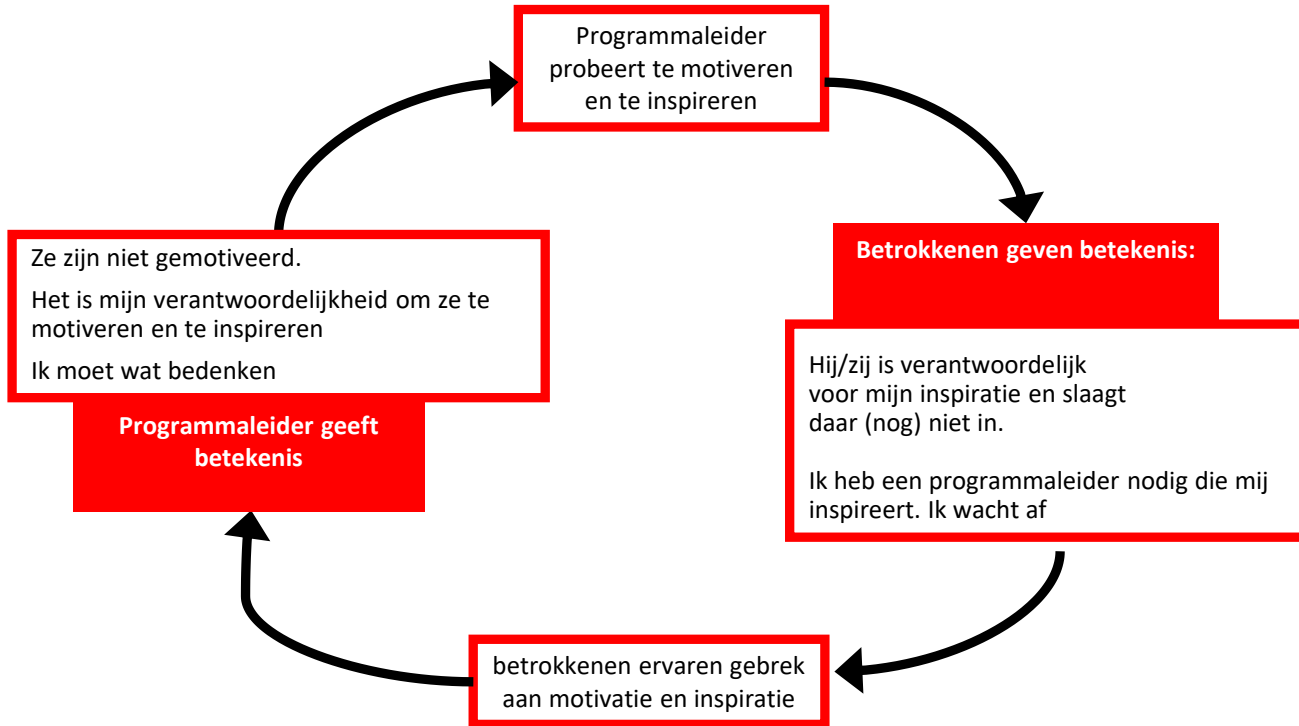 Programmaleider
probeert te motiveren
en te inspireren
Betrokkenen geven betekenis:
Hij/zij is verantwoordelijk
voor mijn inspiratie en slaagt
daar (nog) niet in.
Ik heb een programmaleider nodig die mij
inspireert. Ik wacht af
betrokkenen ervaren gebrek
aan motivatie en inspiratie
Ze zijn niet gemotiveerd.
Het is mijn verantwoordelijkheid om ze te
motiveren en te inspireren
Ik moet wat bedenken
Programmaleider geeft
betekenis